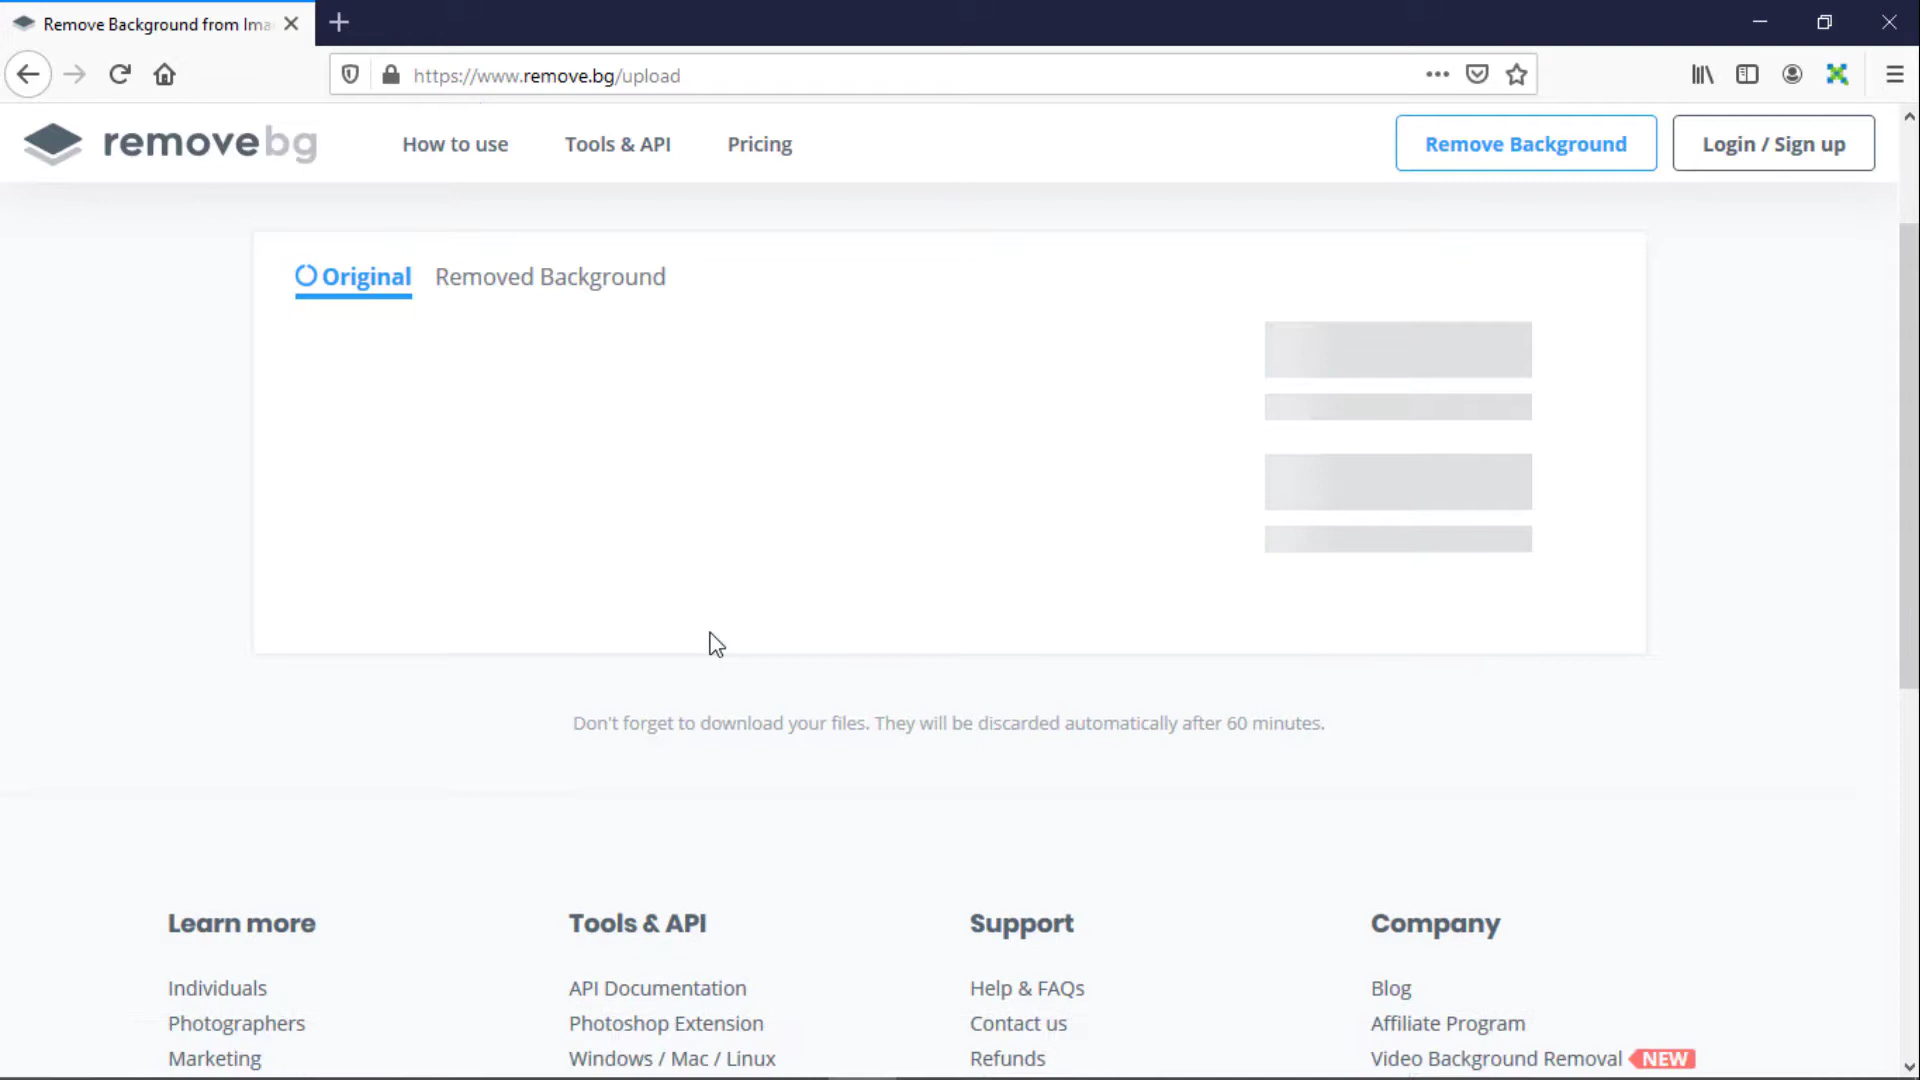 Remove Background from Ima
https://www.remove.bg/upload
removebg
How to use
Tools & API
Pricing
Remove Background
Login / Sign up
Original
Removed Background
Don't forget to download your files. They will be discarded automatically after 60 minutes.
Learn more
Tools & API
Support
Company
Individuals
API Documentation
Help & FAQs
Blog
Photographers
Photoshop Extension
Contact us
Affiliate Program
Marketing
Windows / Mac / Linux
Refunds
Video Background Removal NEW